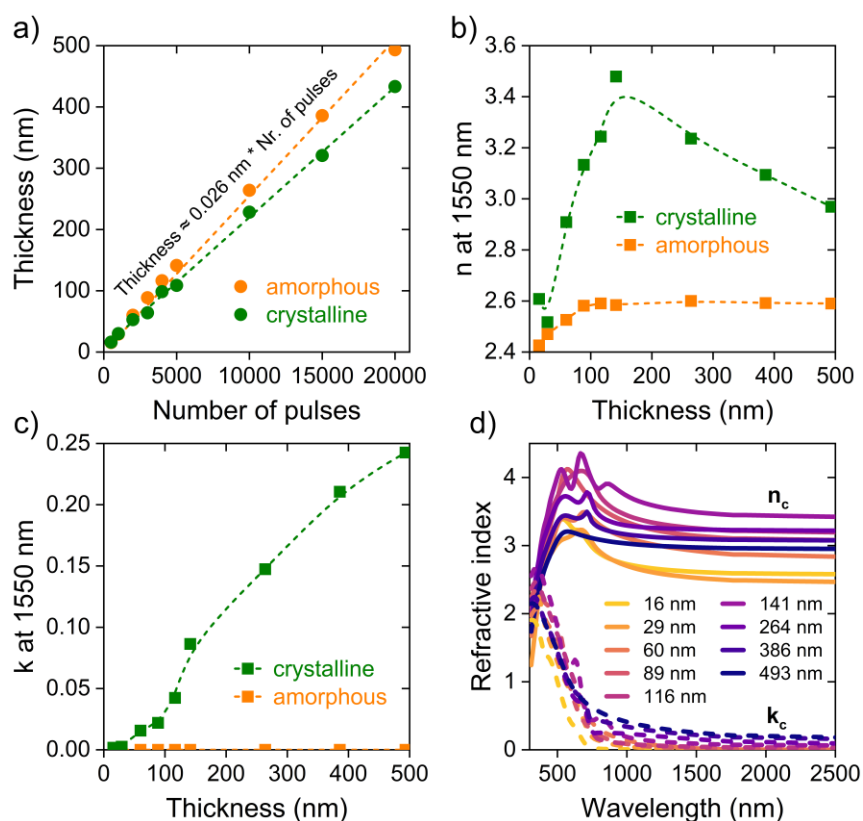 a)
500
400
300
200
100
0
Thickness (nm)
Thickness ≈ 0.026 nm * Nr. of pulses
amorphous
crystalline
0 5000 10000 15000 20000
Number of pulses
b)
3.6
3.4
3.2
3.0
2.8
2.6
2.4
n at 1550 nm
crystalline
amorphous
0 100 200 300 400 500
Thickness (nm)
c)
0.25
0.20
0.15
0.10
0.05
0.00
k at 1550 nm
crystalline
amorphous
0 100 200 300 400 500
Thickness (nm)
d)
4
3
2
1
0
Refractive index
n_c
16 nm 141 nm
29 nm 264 nm
60 nm 386 nm
89 nm 493 nm
116 nm
k_c
500 1000 1500 2000 2500
Wavelength (nm)